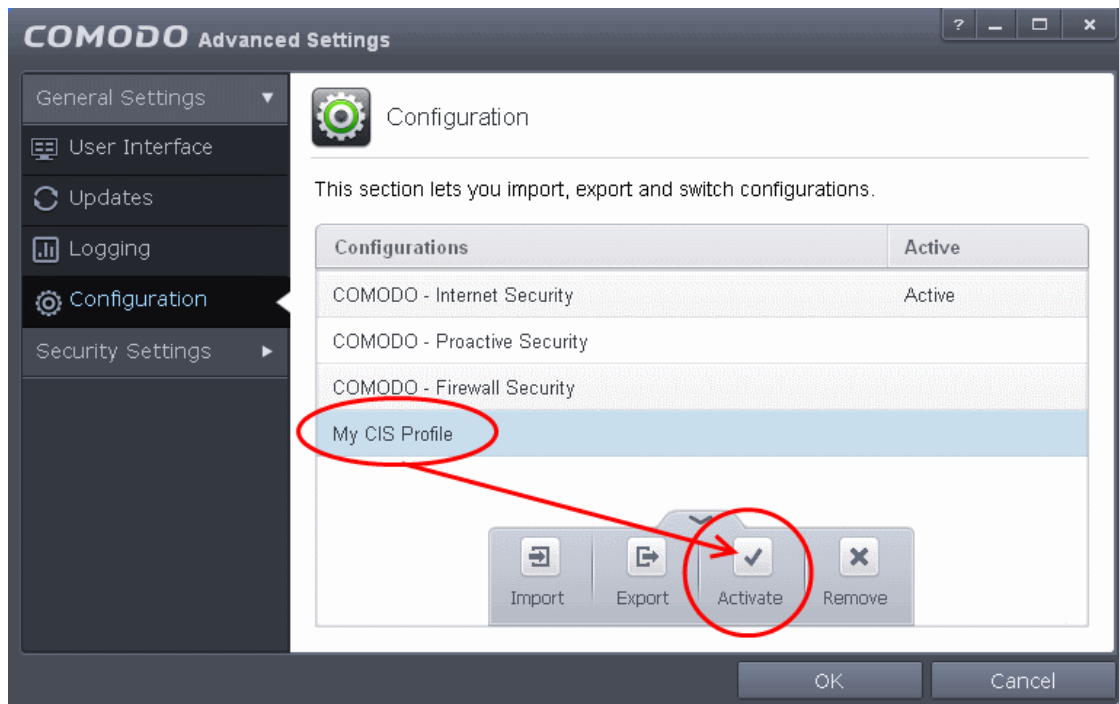 COMODO Advanced Settings
?
General Settings
User Interface
Updates
Logging
Configuration
Security Settings
Configuration
This section lets you import, export and switch configurations.
Configurations Active
COMODO - Internet Security Active
COMODO - Proactive Security
COMODO - Firewall Security
My CIS Profile
Import Export Activate Remove
OK Cancel